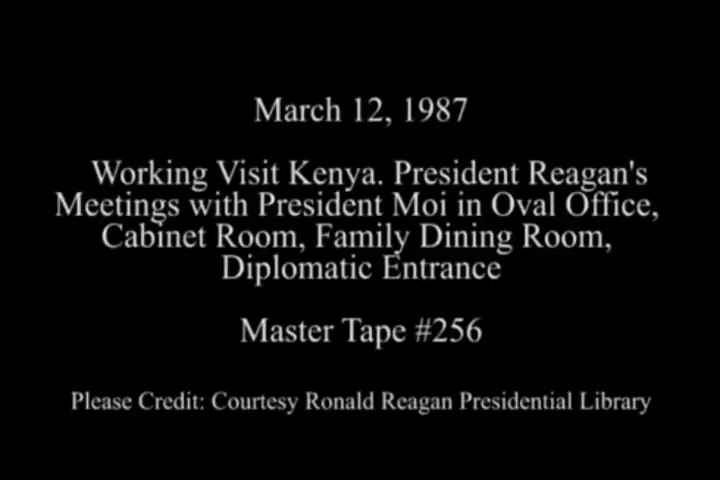 March 12, 1987
Working Visit Kenya. President Reagan's
Meetings with President Moi in Oval Office,
Cabinet Room, Family Dining Room,
Diplomatic Entrance
Master Tape #256
Please Credit: Courtesy Ronald Reagan Presidential Library